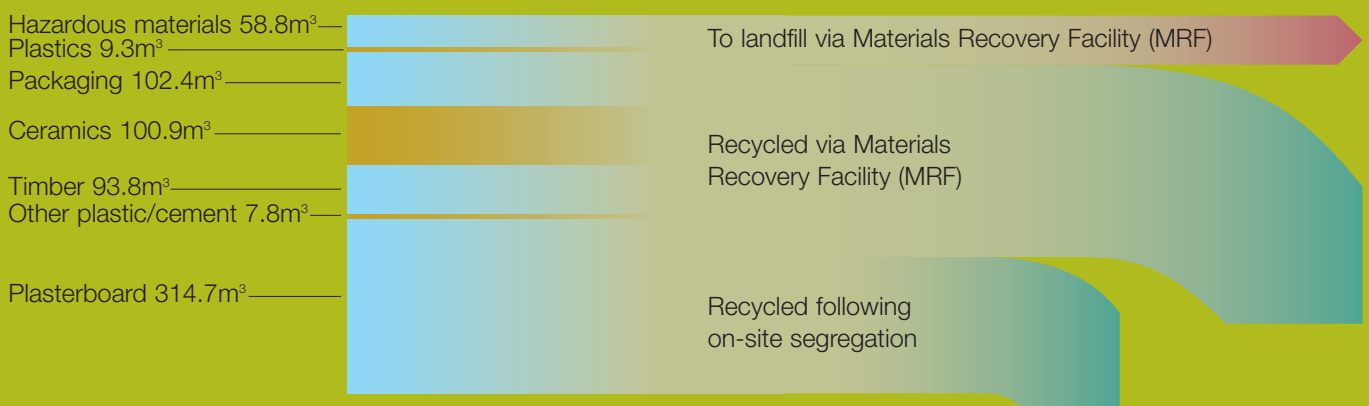 Hazardous materials 58.8m³
Plastics 9.3m³
Packaging 102.4m³
Ceramics 100.9m³
Timber 93.8m³
Other plastic/cement 7.8m³
Plasterboard 314.7m³
To landfill via Materials Recovery Facility (MRF)
Recycled via Materials
Recovery Facility (MRF)
Recycled following
on-site segregation